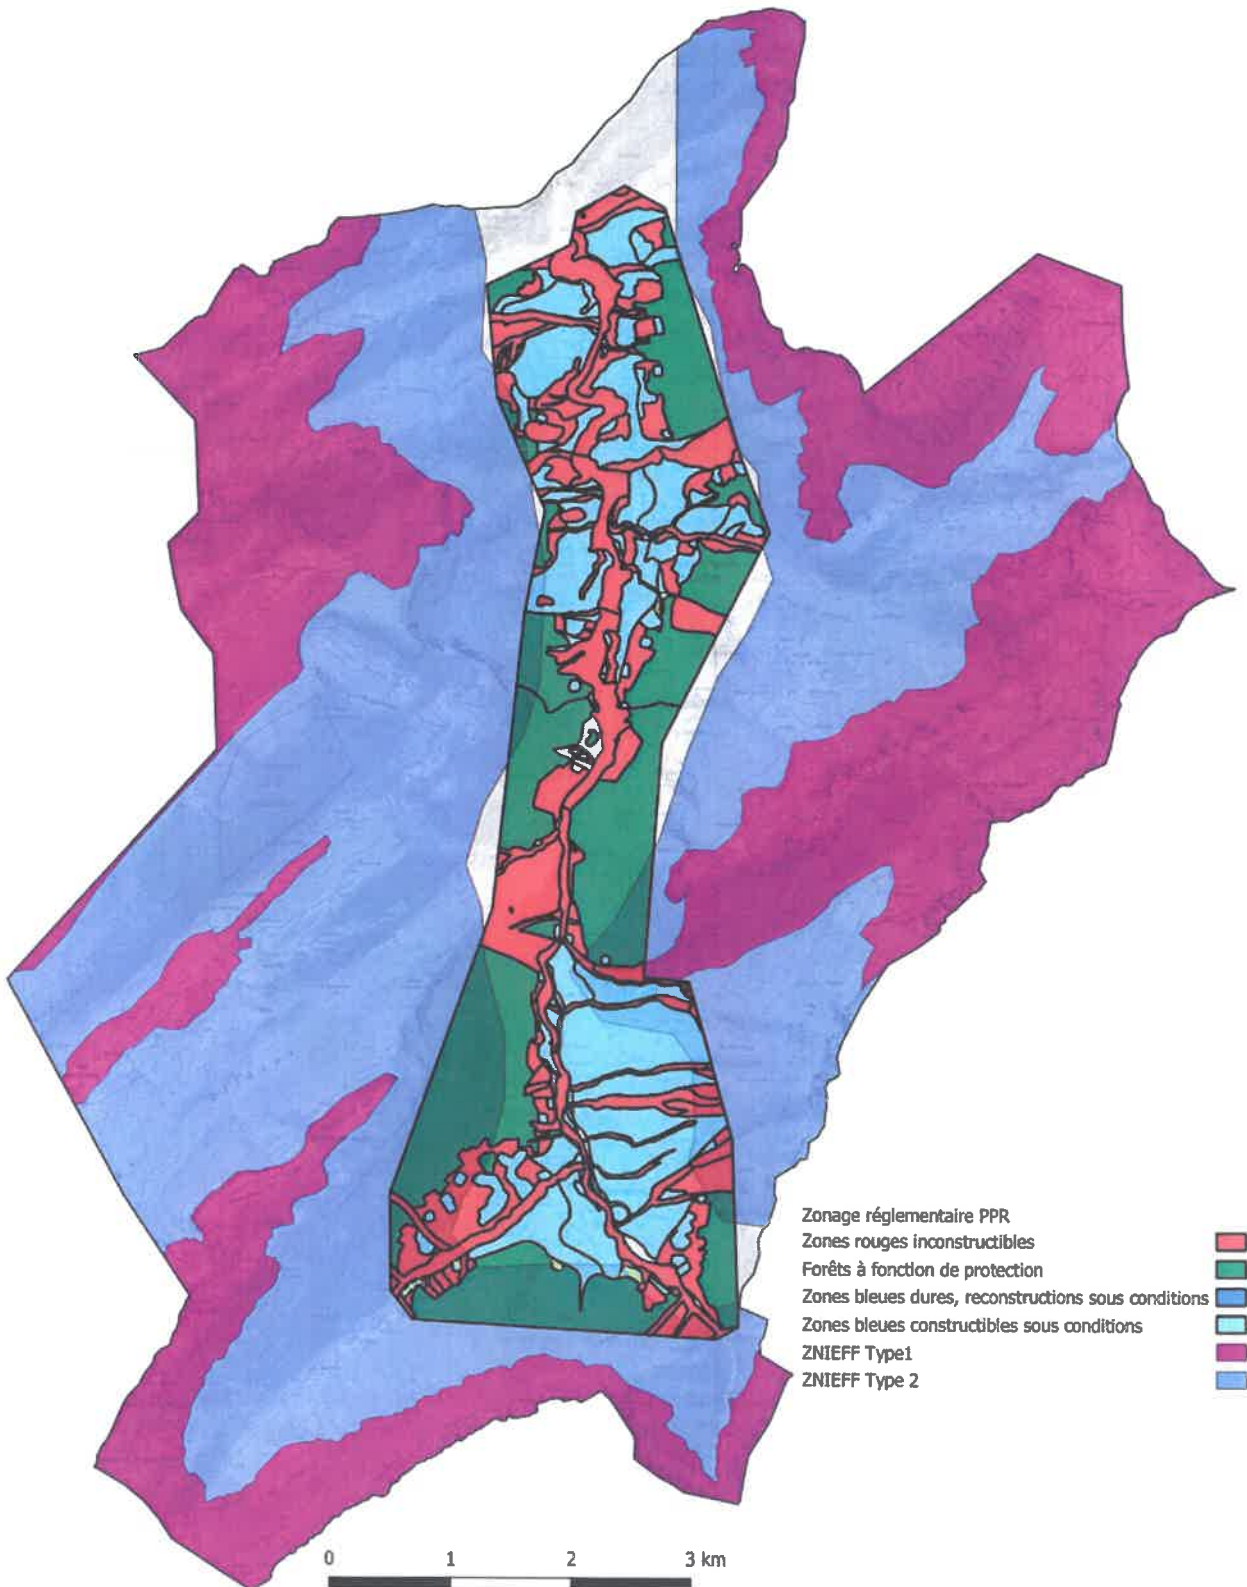 Zonage réglementaire PPR
Zones rouges inconstructibles
Forêts à fonction de protection
Zones bleues dures, reconstructions sous conditions
Zones bleues constructibles sous conditions
ZNIEFF Type1
ZNIEFF Type 2
0 1 2 3 km